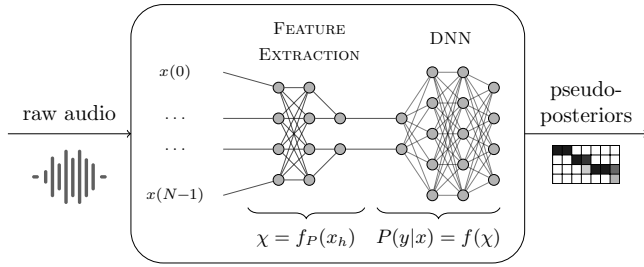 raw audio
FEATURE
EXTRACTION
DNN
x(0)
...
...
x(N−1)
χ = f_P(x_h)
P(y|x) = f(χ)
pseudo-
posteriors